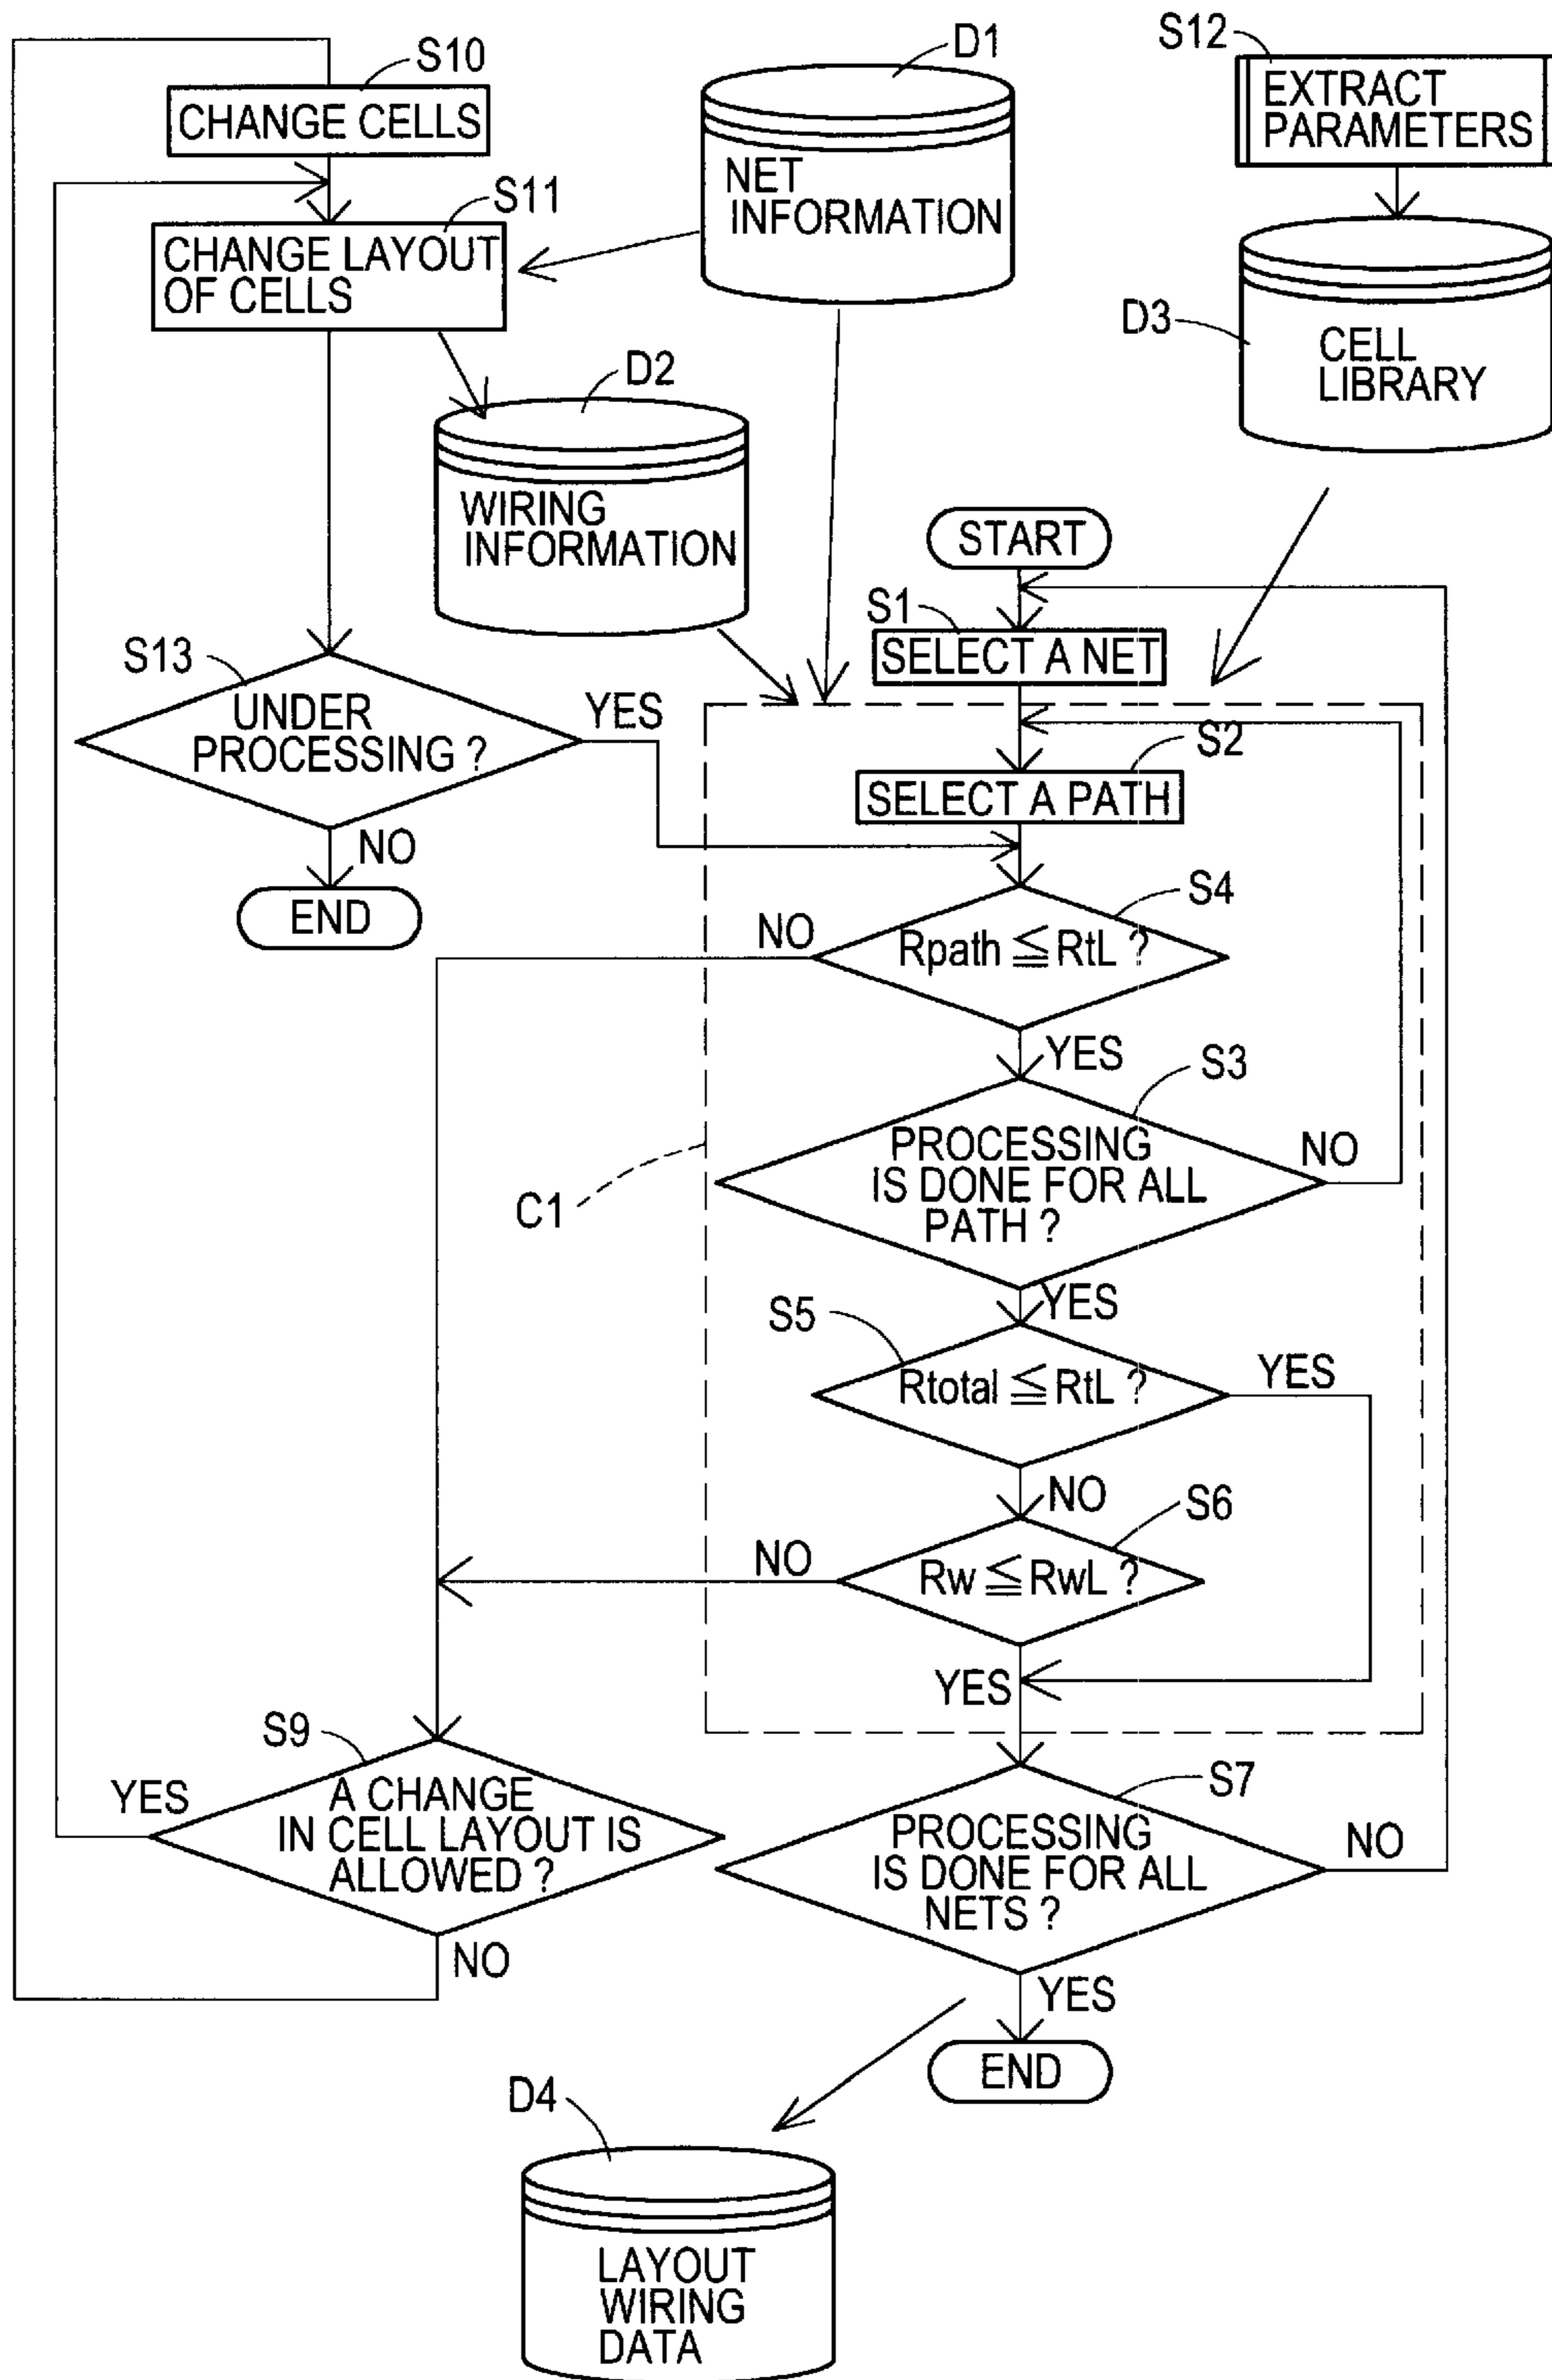 S10
CHANGE CELLS
S11
CHANGE LAYOUT
OF CELLS
D1
NET
INFORMATION
S12
EXTRACT
PARAMETERS
D3
CELL
LIBRARY
D2
WIRING
INFORMATION
START
S1
SELECT A NET
S13
UNDER
PROCESSING ?
YES
NO
END
S2
SELECT A PATH
S4
NO
Rpath ≦ RtL ?
YES
S3
PROCESSING
IS DONE FOR ALL
PATH ?
NO
C1
YES
S5
Rtotal ≦ RtL ?
YES
NO
S6
NO
Rw ≦ RwL ?
YES
S9
YES
A CHANGE
IN CELL LAYOUT IS
ALLOWED ?
NO
S7
PROCESSING
IS DONE FOR ALL
NETS ?
NO
YES
END
D4
LAYOUT
WIRING
DATA